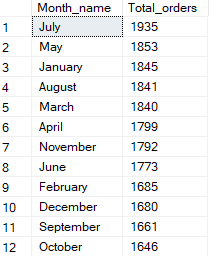 Month_name Total_orders
1 July 1935
2 May 1853
3 January 1845
4 August 1841
5 March 1840
6 April 1799
7 November 1792
8 June 1773
9 February 1685
10 December 1680
11 September 1661
12 October 1646